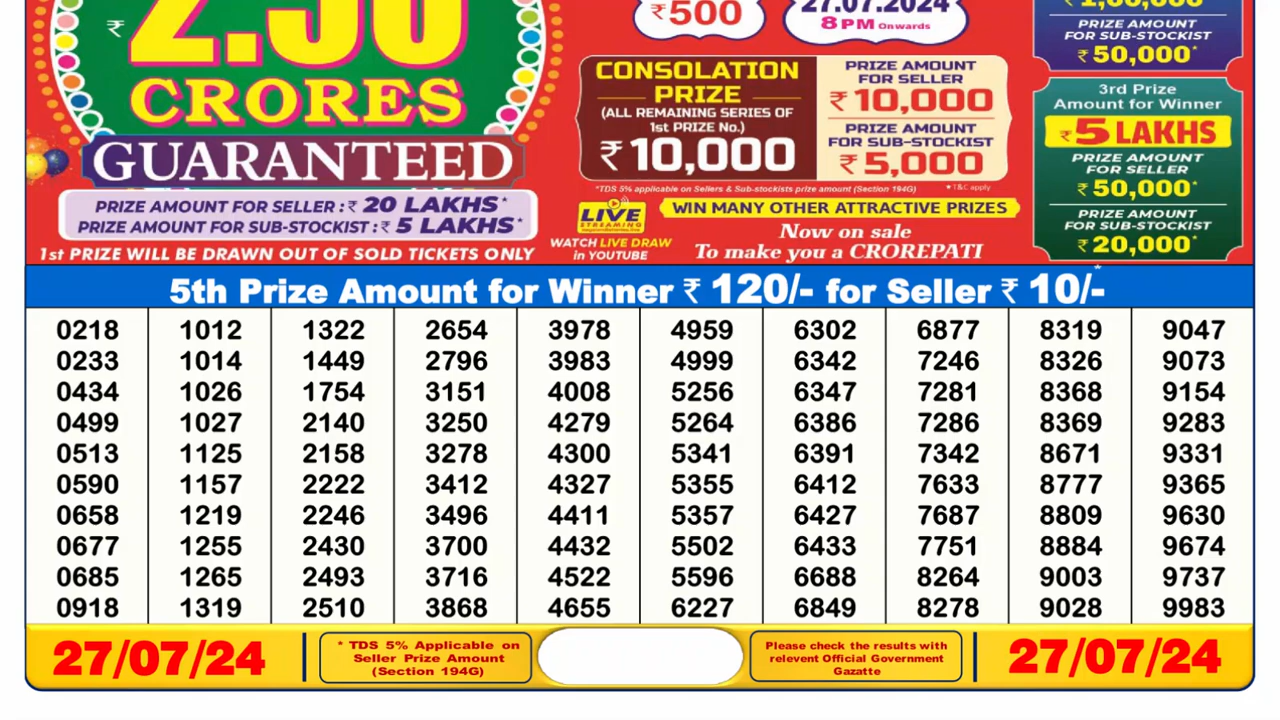 ₹ 2.50
CRORES
GUARANTEED
PRIZE AMOUNT FOR SELLER : ₹ 20 LAKHS*
PRIZE AMOUNT FOR SUB-STOCKIST : ₹ 5 LAKHS*
1st PRIZE WILL BE DRAWN OUT OF SOLD TICKETS ONLY
₹500
27.07.2024
8 PM Onwards
CONSOLATION
PRIZE
(ALL REMAINING SERIES OF
1st PRIZE No.)
₹ 10,000
PRIZE AMOUNT
FOR SELLER
₹ 10,000
PRIZE AMOUNT
FOR SUB-STOCKIST
₹ 5,000
*TDS 5% applicable on Sellers & Sub-stockists prize amount (Section 194G)
*T&C apply
LIVE
STREAMING
WATCH LIVE DRAW
in YOUTUBE
WIN MANY OTHER ATTRACTIVE PRIZES
Now on sale
To make you a CROREPATI
PRIZE AMOUNT
FOR SUB-STOCKIST
₹ 50,000*
3rd Prize
Amount for Winner
₹ 5 LAKHS
PRIZE AMOUNT
FOR SELLER
₹ 50,000*
PRIZE AMOUNT
FOR SUB-STOCKIST
₹ 20,000*
5th Prize Amount for Winner ₹ 120/- for Seller ₹ 10/-*
0218 1012 1322 2654 3978 4959 6302 6877 8319 9047
0233 1014 1449 2796 3983 4999 6342 7246 8326 9073
0434 1026 1754 3151 4008 5256 6347 7281 8368 9154
0499 1027 2140 3250 4279 5264 6386 7286 8369 9283
0513 1125 2158 3278 4300 5341 6391 7342 8671 9331
0590 1157 2222 3412 4327 5355 6412 7633 8777 9365
0658 1219 2246 3496 4411 5357 6427 7687 8809 9630
0677 1255 2430 3700 4432 5502 6433 7751 8884 9674
0685 1265 2493 3716 4522 5596 6688 8264 9003 9737
0918 1319 2510 3868 4655 6227 6849 8278 9028 9983
27/07/24
* TDS 5% Applicable on
Seller Prize Amount
(Section 194G)
Please check the results with
relevent Official Government
Gazatte
27/07/24